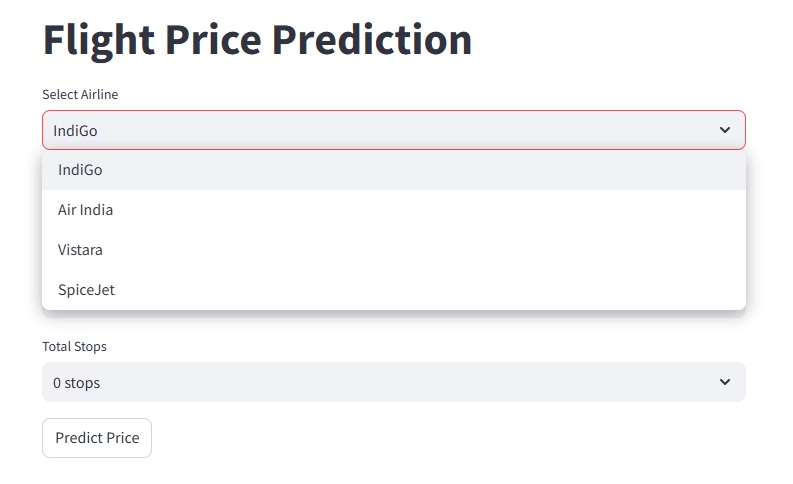 Flight Price Prediction
Select Airline
IndiGo
IndiGo
Air India
Vistara
SpiceJet
Total Stops
0 stops
Predict Price